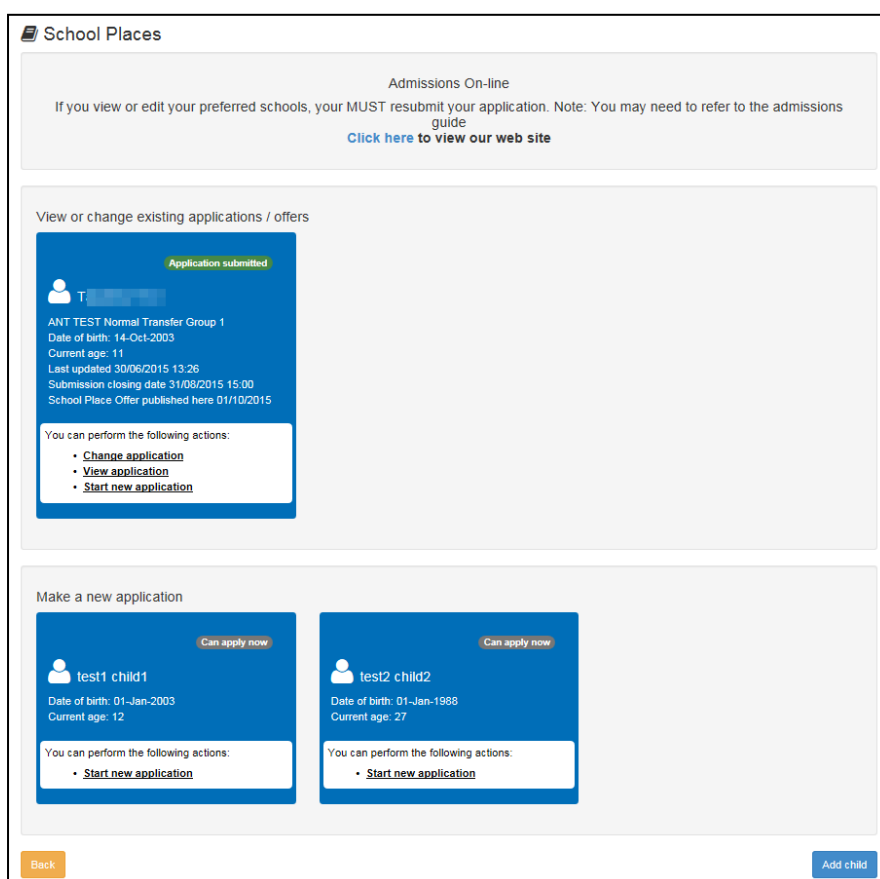 School Places
Admissions On-line
If you view or edit your preferred schools, your MUST resubmit your application. Note: You may need to refer to the admissions
guide
Click here to view our web site
View or change existing applications / offers
Application submitted
T
ANT TEST Normal Transfer Group 1
Date of birth: 14-Oct-2003
Current age: 11
Last updated 30/06/2015 13:26
Submission closing date 31/08/2015 15:00
School Place Offer published here 01/10/2015
You can perform the following actions:
• Change application
• View application
• Start new application
Make a new application
Can apply now
test1 child1
Date of birth: 01-Jan-2003
Current age: 12
You can perform the following actions:
• Start new application
Can apply now
test2 child2
Date of birth: 01-Jan-1988
Current age: 27
You can perform the following actions:
• Start new application
Back
Add child